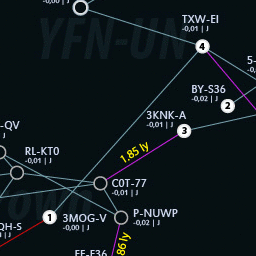 -0,00 | J
YFN-UN
TXW-EI
-0,01 | J
4
5-
-0,
BY-S36
-0,02 | J
2
3KNK-A
-0,01 | J
3
-QV
| J
RL-KT0
-0,01 | J
1.85 ly
C0T-77
-0,01 | J
1
3MOG-V
-0,00 | J
P-NUWP
-0,02 | J
QH-S
| J
86 ly